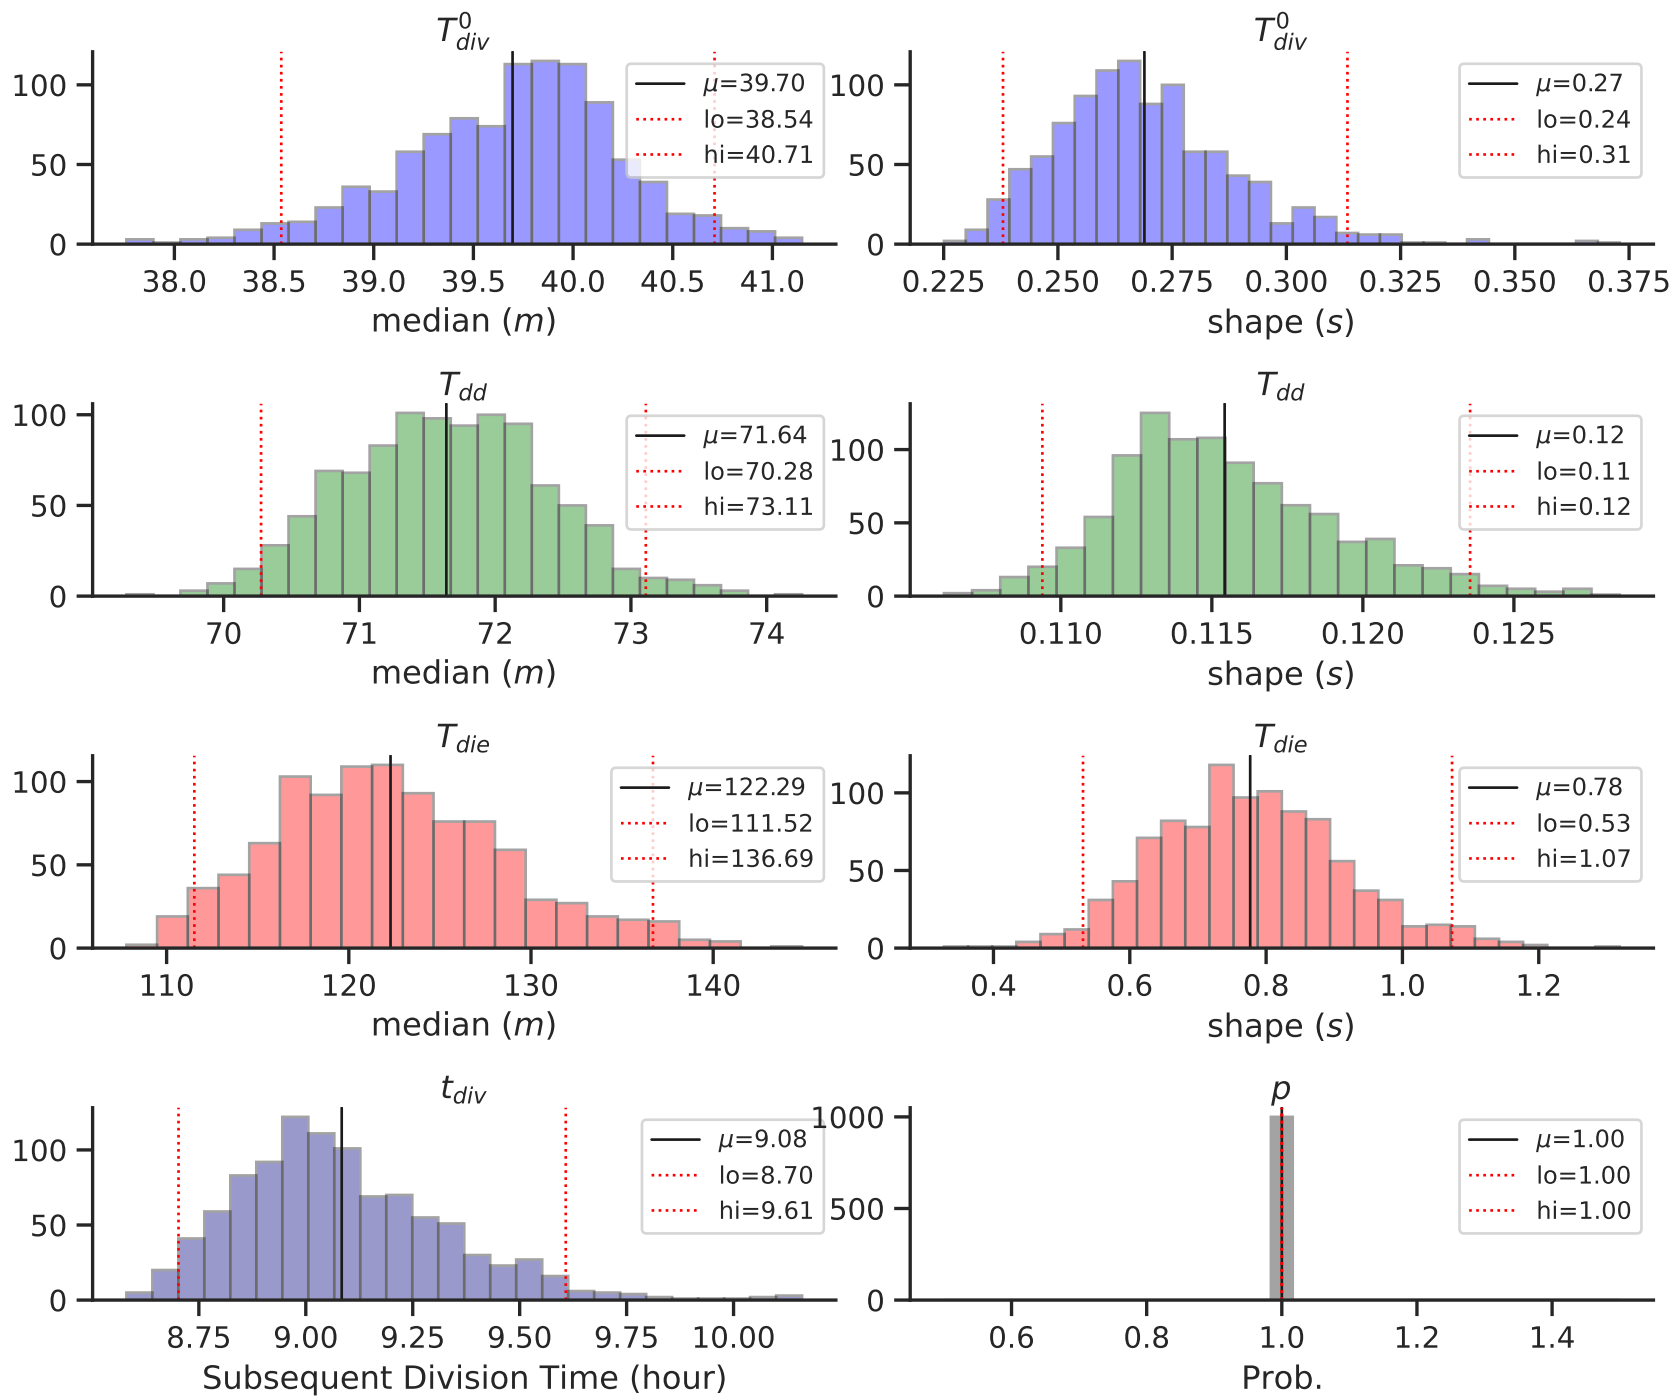 T⁰div
100
50
0
μ=39.70
lo=38.54
hi=40.71
38.0 38.5 39.0 39.5 40.0 40.5 41.0
median (m)
T⁰div
100
50
0
μ=0.27
lo=0.24
hi=0.31
0.225 0.250 0.275 0.300 0.325 0.350 0.375
shape (s)
Tdd
100
50
0
μ=71.64
lo=70.28
hi=73.11
70 71 72 73 74
median (m)
Tdd
100
50
0
μ=0.12
lo=0.11
hi=0.12
0.110 0.115 0.120 0.125
shape (s)
Tdie
100
50
0
μ=122.29
lo=111.52
hi=136.69
110 120 130 140
median (m)
Tdie
100
50
0
μ=0.78
lo=0.53
hi=1.07
0.4 0.6 0.8 1.0 1.2
shape (s)
tdiv
100
50
0
μ=9.08
lo=8.70
hi=9.61
8.75 9.00 9.25 9.50 9.75 10.00
Subsequent Division Time (hour)
p
1000
500
0
μ=1.00
lo=1.00
hi=1.00
0.6 0.8 1.0 1.2 1.4
Prob.